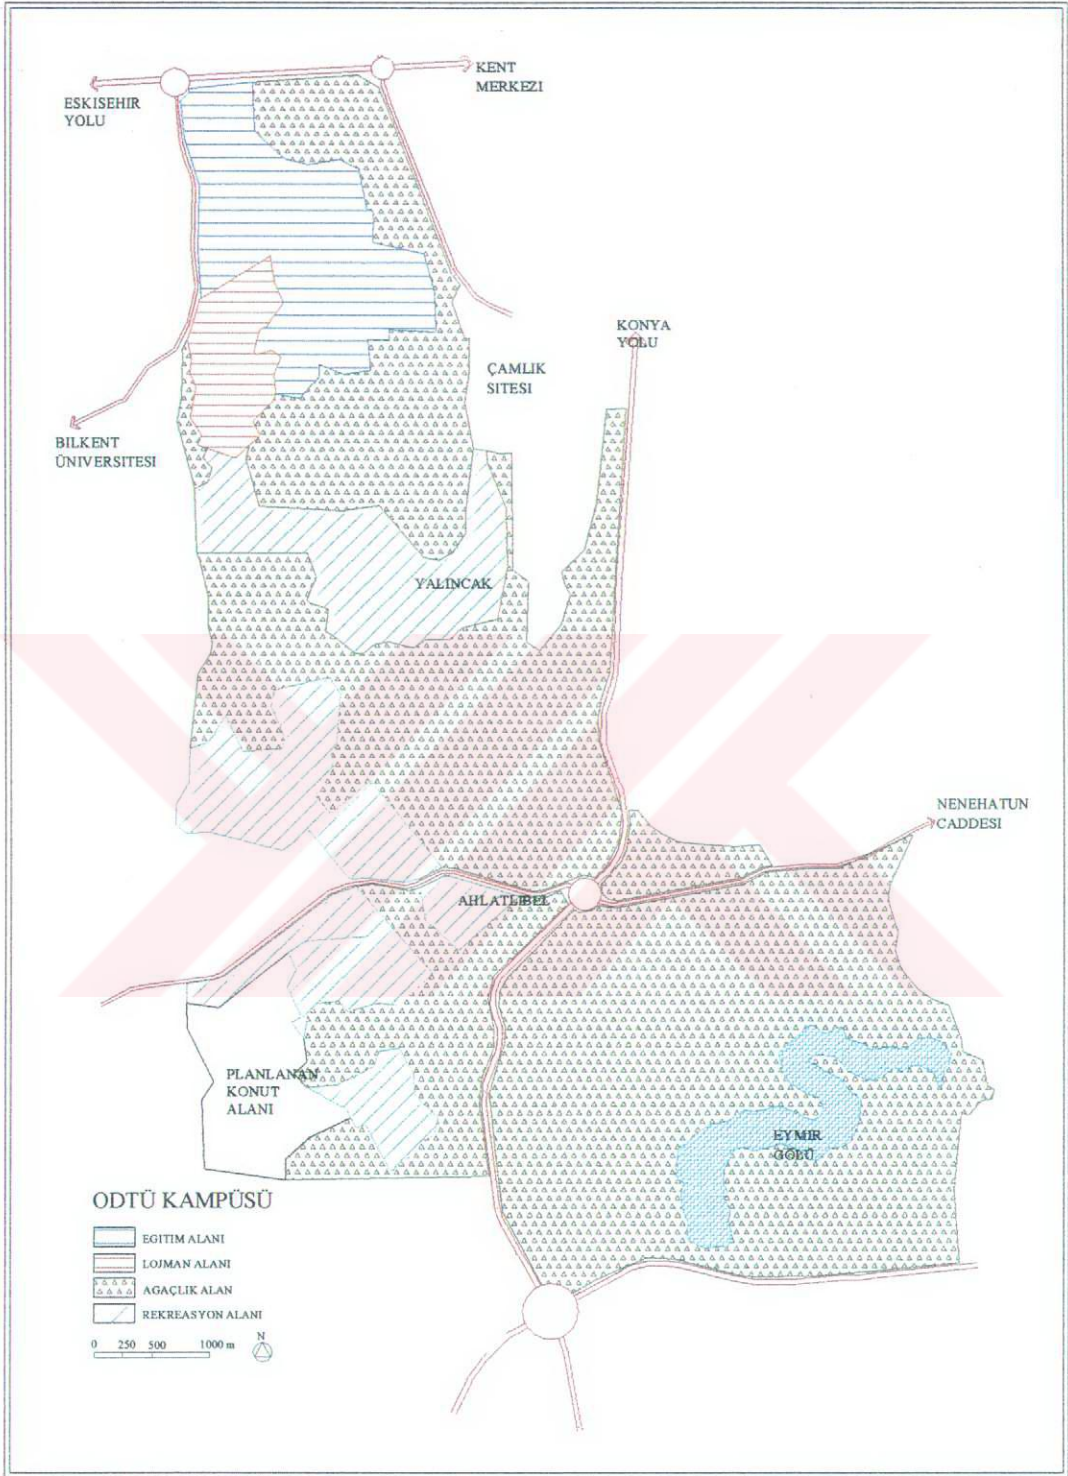 KENT
MERKEZI
ESKISEHIR
YOLU
KONYA
YOLU
ÇAMLIK
SITESI
BILKENT
ÜNIVERSITESI
YALINCAK
NENEHATUN
CADDESI
AHLATLIBEL
PLANLANAN
KONUT
ALANI
EYMIR
GÖLÜ
ODTÜ KAMPÜSÜ
EGITIM ALANI
LOJMAN ALANI
AGAÇLIK ALAN
REKREASYON ALANI
0 250 500 1000 m
N